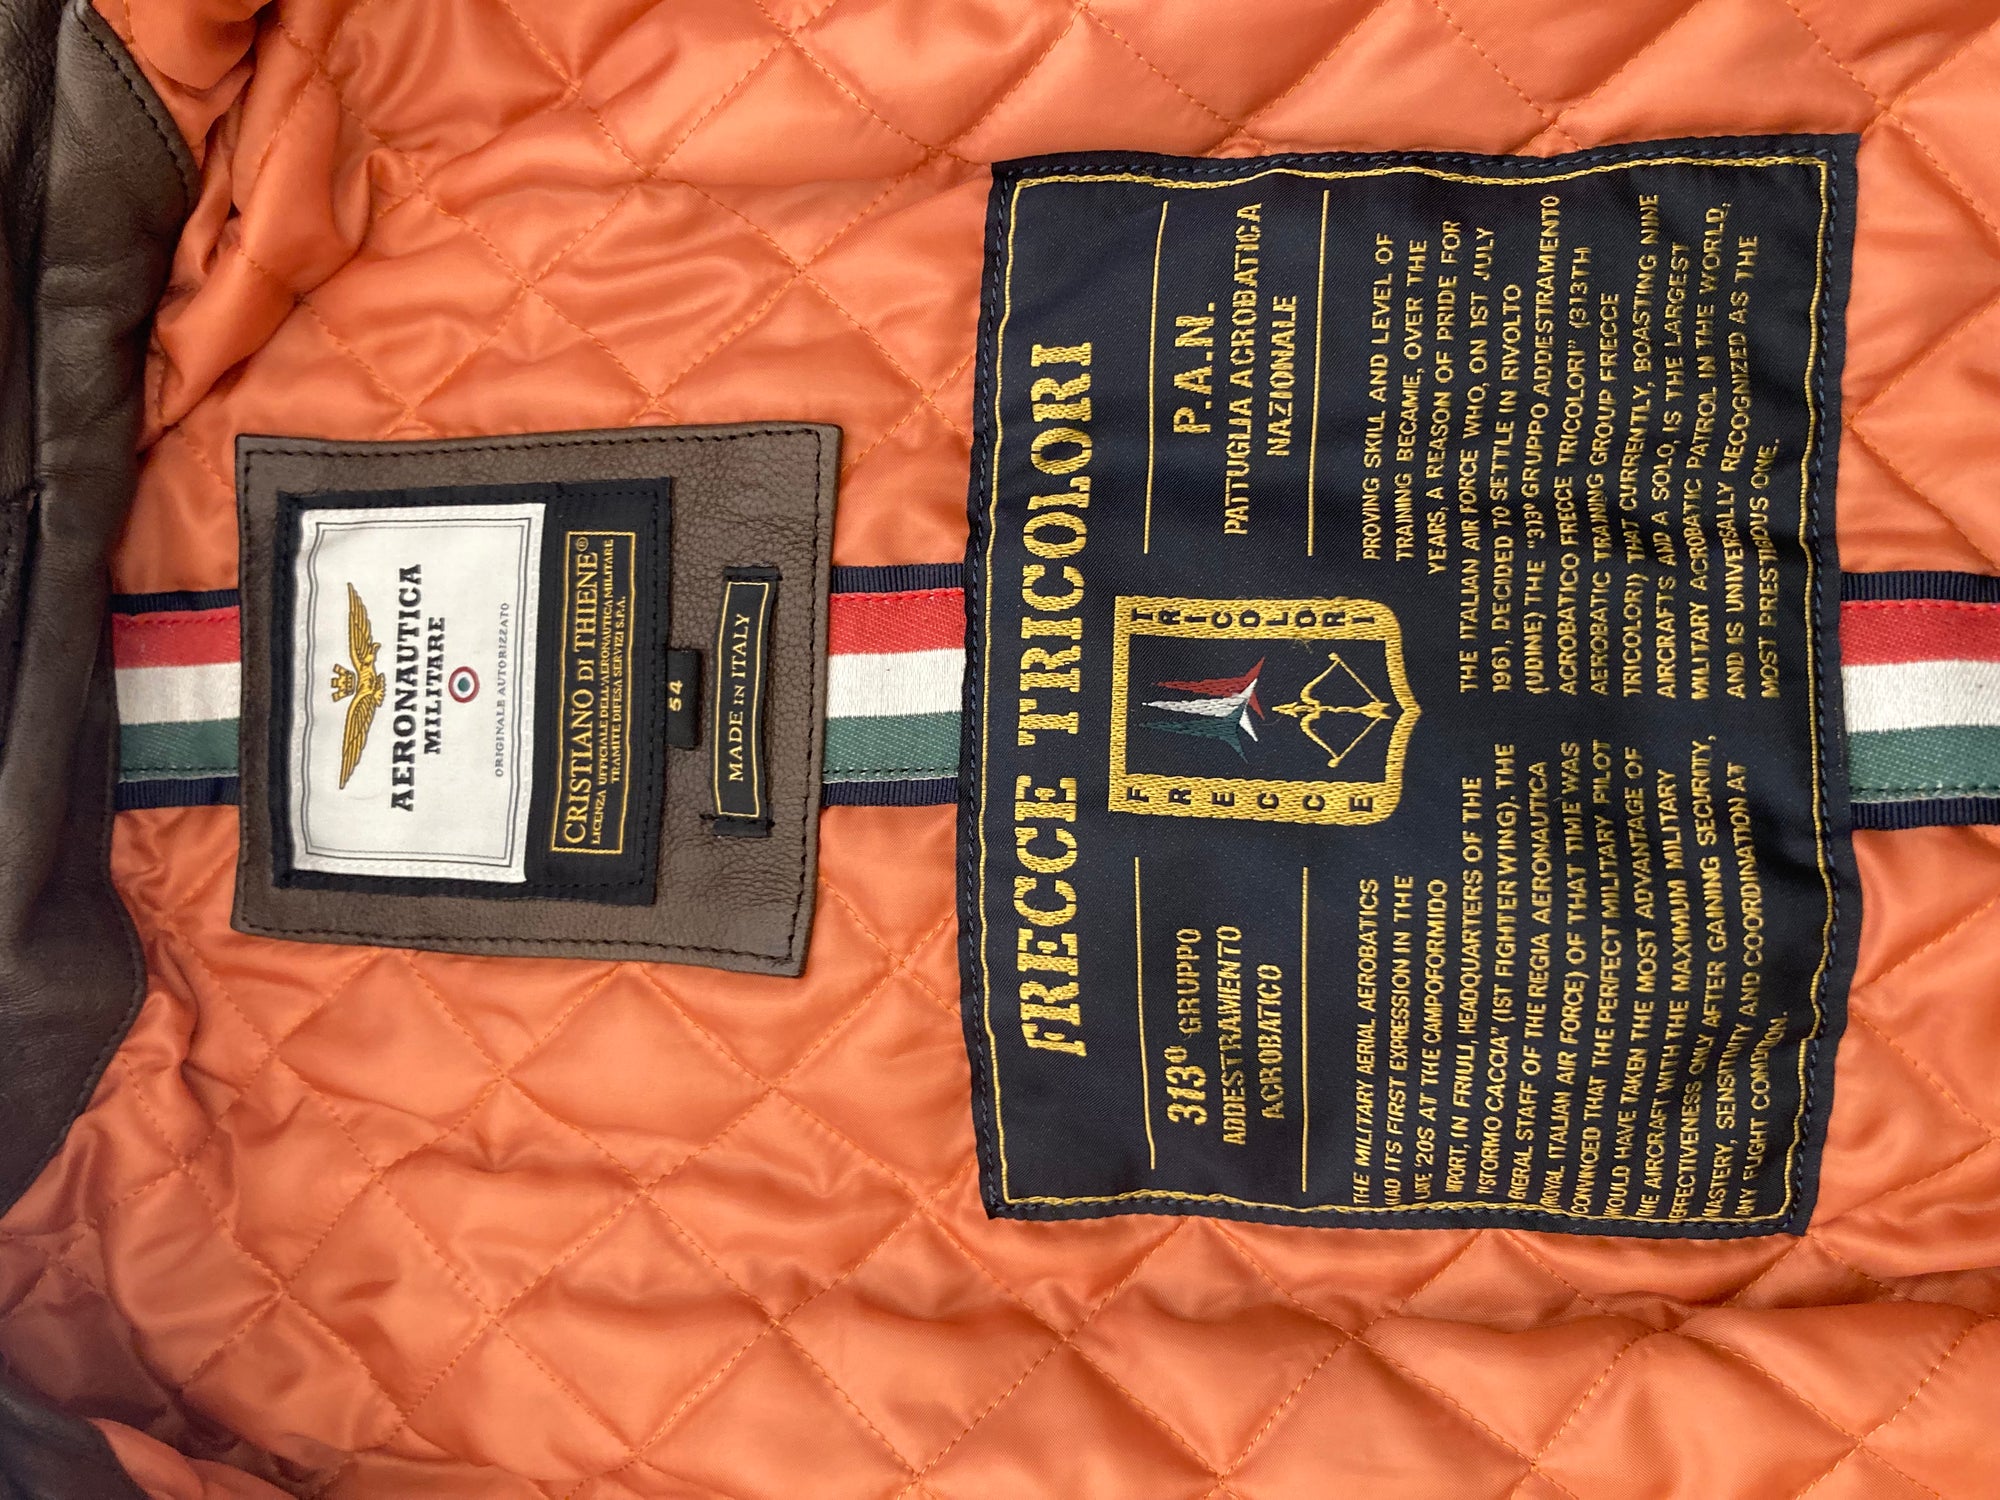 AERONAUTICA
MILITARE
ORIGINALE AUTORIZZATO
CRISTIANO DI THIENE®
LICENZA UFFICIALE DELL'AERONAUTICA MILITARE
TRAMITE DIFESA SERVIZI S.P.A.
54
MADE IN ITALY
FRECCE TRICOLORI
313º GRUPPO
ADDESTRAMENTO
ACROBATICO
THE MILITARY AERIAL AEROBATICS
HAD ITS FIRST EXPRESSION IN THE
LATE '20S AT THE CAMPOFORMIDO
HEADQUARTERS OF THE
IN FRIULI,
CACCIA" (1ST FIGHTER WING), THE
STAFF OF THE REGIA AERONAUTICA
(ROYAL ITALIAN AIR FORCE) OF THAT TIME WAS
CONVINCED THAT THE PERFECT MILITARY PILOT
WOULD HAVE TAKEN THE MOST ADVANTAGE OF
THE AIRCRAFT WITH THE MAXIMUM MILITARY
EFFECTIVENESS ONLY AFTER GAINING SECURITY,
MASTERY, SENSITIVITY AND COORDINATION AT
ANY FLIGHT CONDITION.
FRECCE
TRICOLORI
P.A.N.
PATTUGLIA ACROBATICA
NAZIONALE
PROVING SKILL AND LEVEL OF
TRAINING BECAME, OVER THE
YEARS, A REASON OF PRIDE FOR
THE ITALIAN AIR FORCE WHO, ON 1ST JULY
1961, DECIDED TO SETTLE IN RIVOLTO
(UDINE) THE "313º GRUPPO ADDESTRAMENTO
ACROBATICO FRECCE TRICOLORI" (313TH
AEROBATIC TRAINING GROUP FRECCE
TRICOLORI) THAT CURRENTLY, BOASTING NINE
AIRCRAFTS AND A SOLO, IS THE LARGEST
MILITARY ACROBATIC PATROL IN THE WORLD,
AND IS UNIVERSALLY RECOGNIZED AS THE
MOST PRESTIGIOUS ONE.